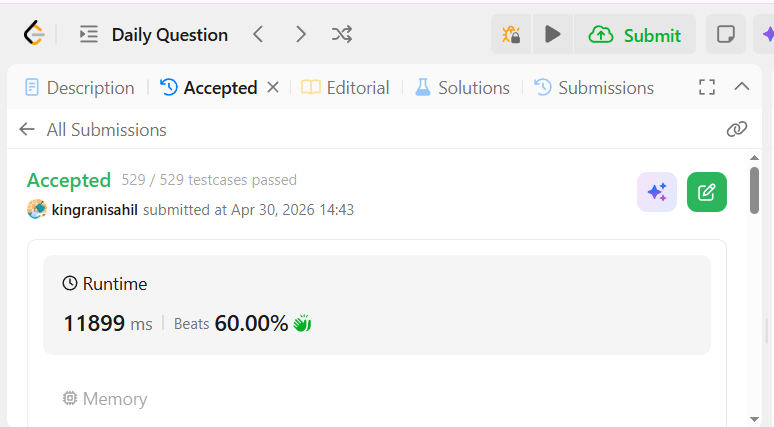 Daily Question Submit
Description Accepted Editorial Solutions Submissions
All Submissions
Accepted 529 / 529 testcases passed
kingranisahil submitted at Apr 30, 2026 14:43
Runtime
11899 ms Beats 60.00%
Memory